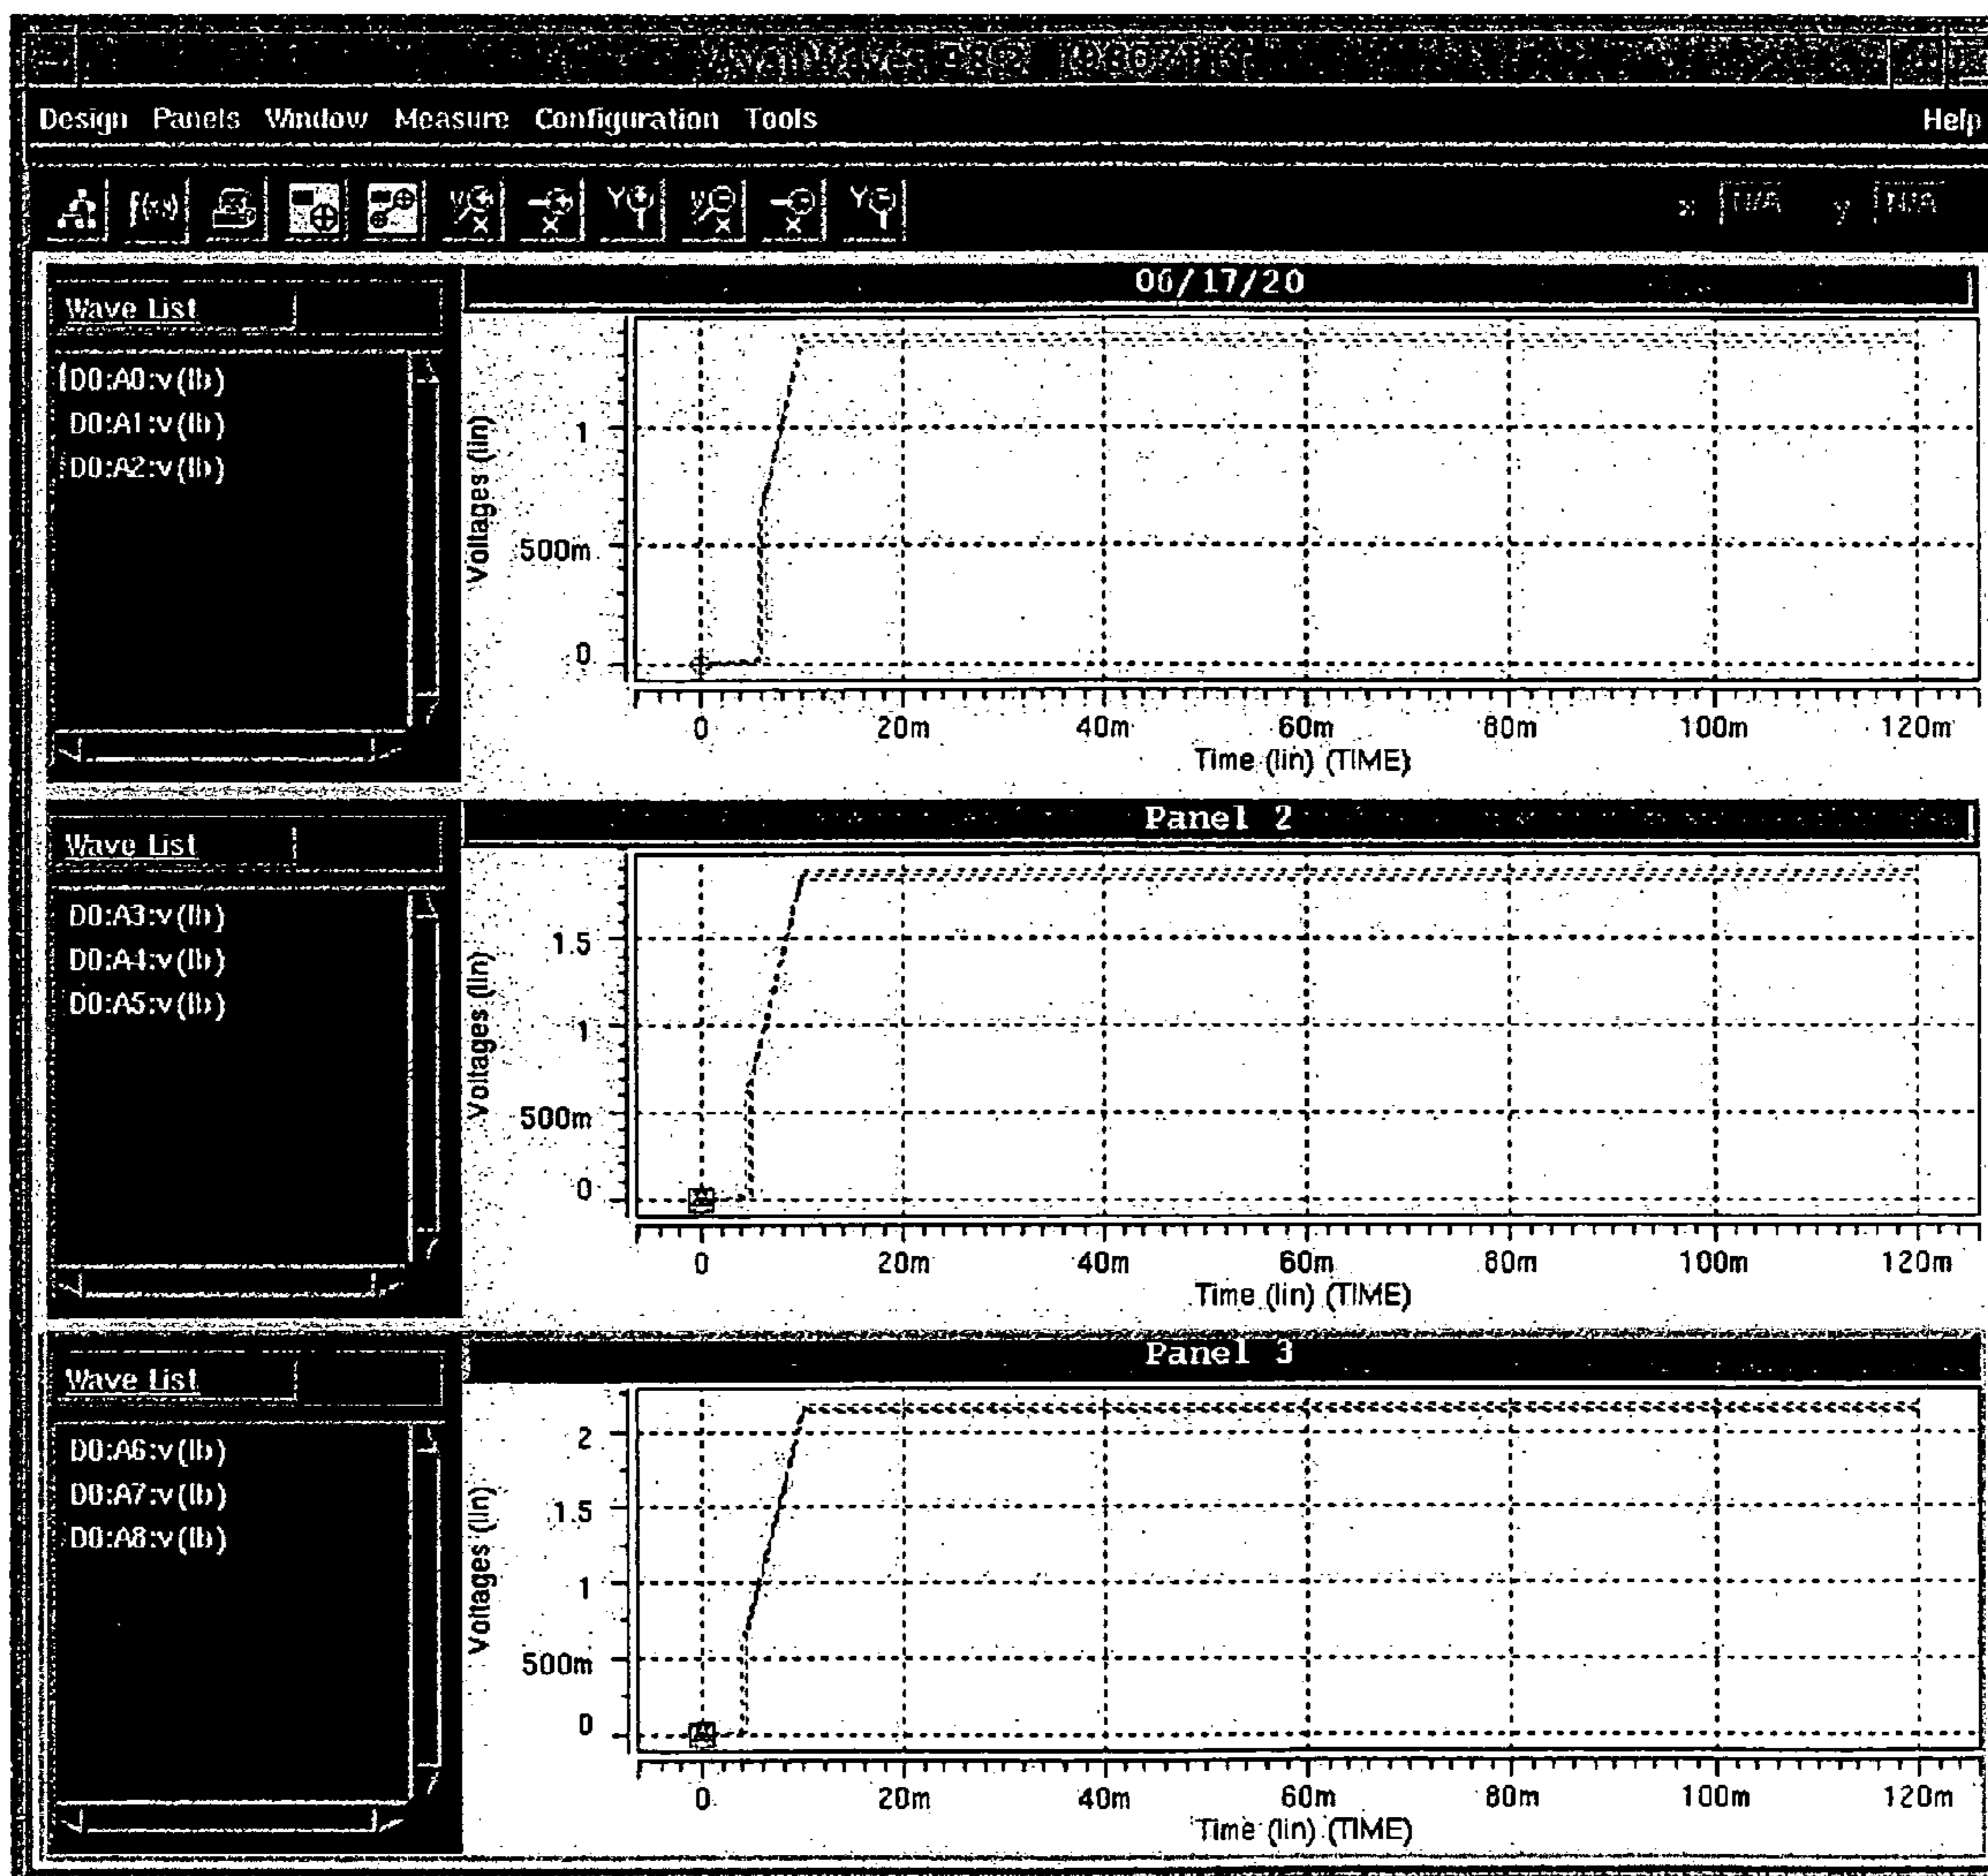 Design Panels Window Measure Configuration Tools Help
f(x)
x N/A y N/A
Wave List
D0:A0:v(lb)
D0:A1:v(lb)
D0:A2:v(lb)
06/17/20
Voltages (lin)
1
500m
0
0 20m 40m 60m 80m 100m 120m
Time (lin) (TIME)
Wave List
D0:A3:v(lb)
D0:A4:v(lb)
D0:A5:v(lb)
Panel 2
Voltages (lin)
1.5
1
500m
0
0 20m 40m 60m 80m 100m 120m
Time (lin) (TIME)
Wave List
D0:A6:v(lb)
D0:A7:v(lb)
D0:A8:v(lb)
Panel 3
Voltages (lin)
2
1.5
1
500m
0
0 20m 40m 60m 80m 100m 120m
Time (lin) (TIME)